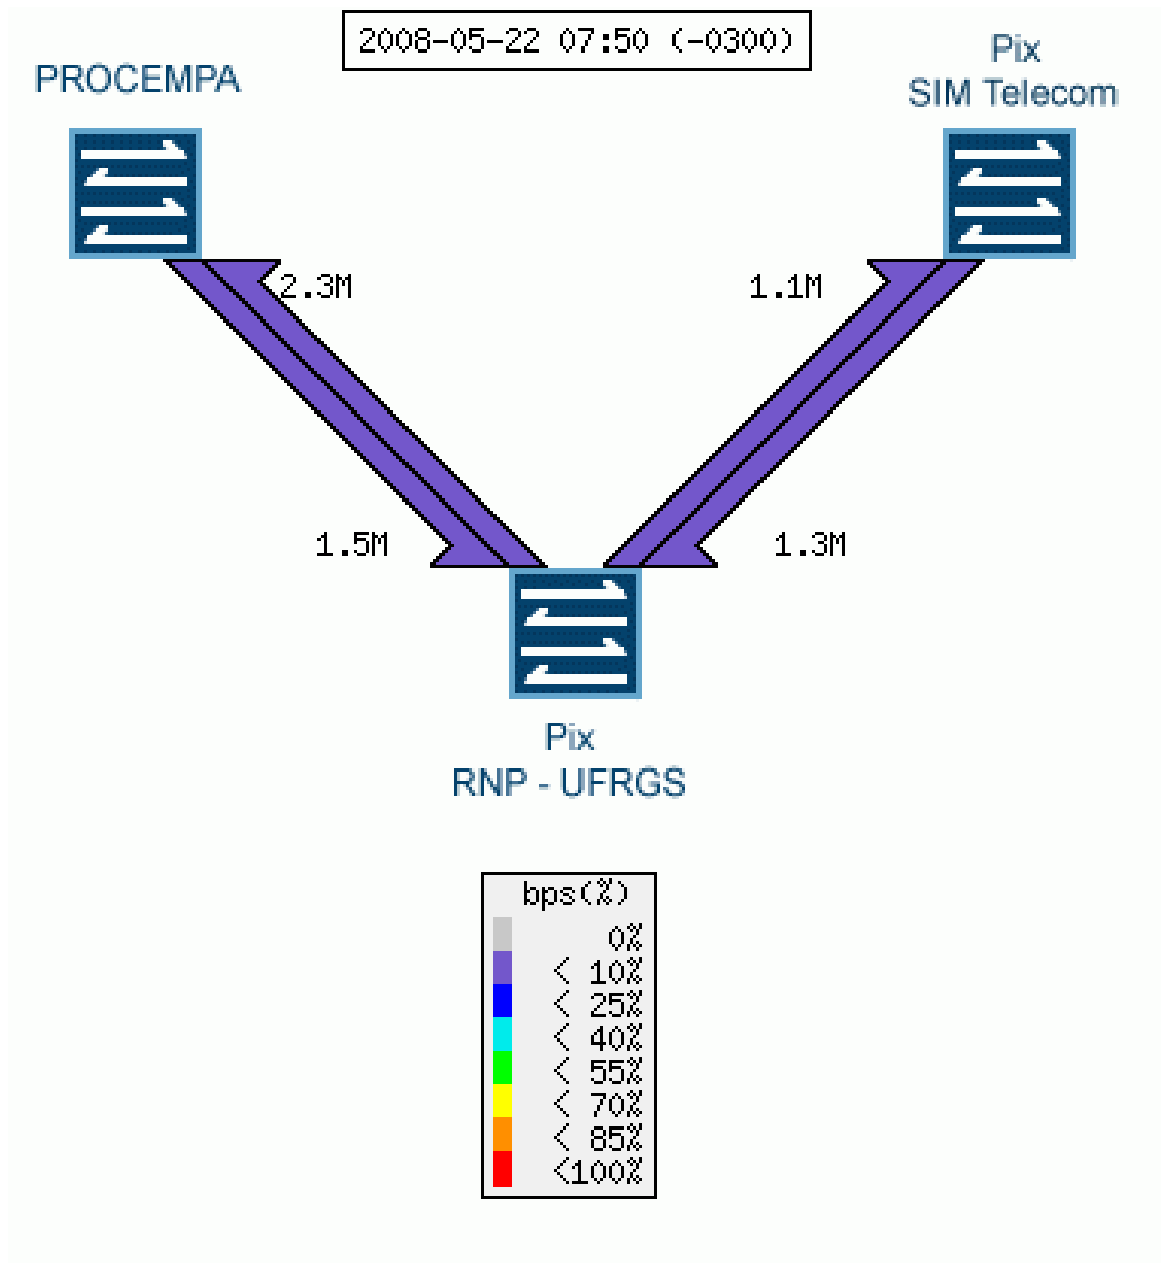 2008-05-22 07:50 (-0300)
PROCEMPA
Pix
SIM Telecom
2.3M
1.1M
1.5M
1.3M
Pix
RNP - UFRGS
bps(%)
0%
< 10%
< 25%
< 40%
< 55%
< 70%
< 85%
<100%